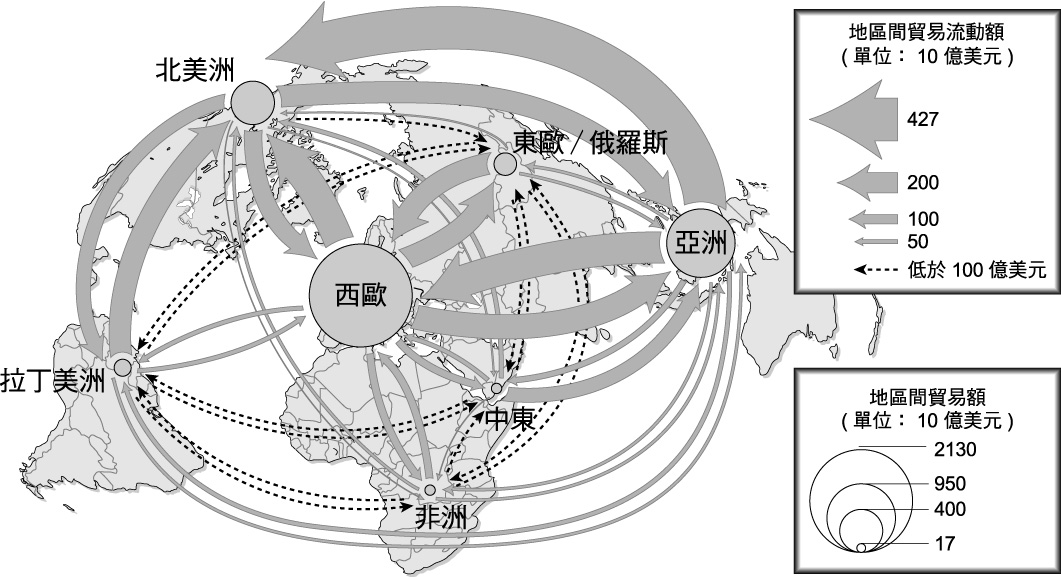 北美洲
東歐／俄羅斯
亞洲
西歐
拉丁美洲
中東
非洲
地區間貿易流動額
( 單位： 10 億美元 )
427
200
100
50
低於 100 億美元
地區間貿易額
( 單位： 10 億美元 )
2130
950
400
17